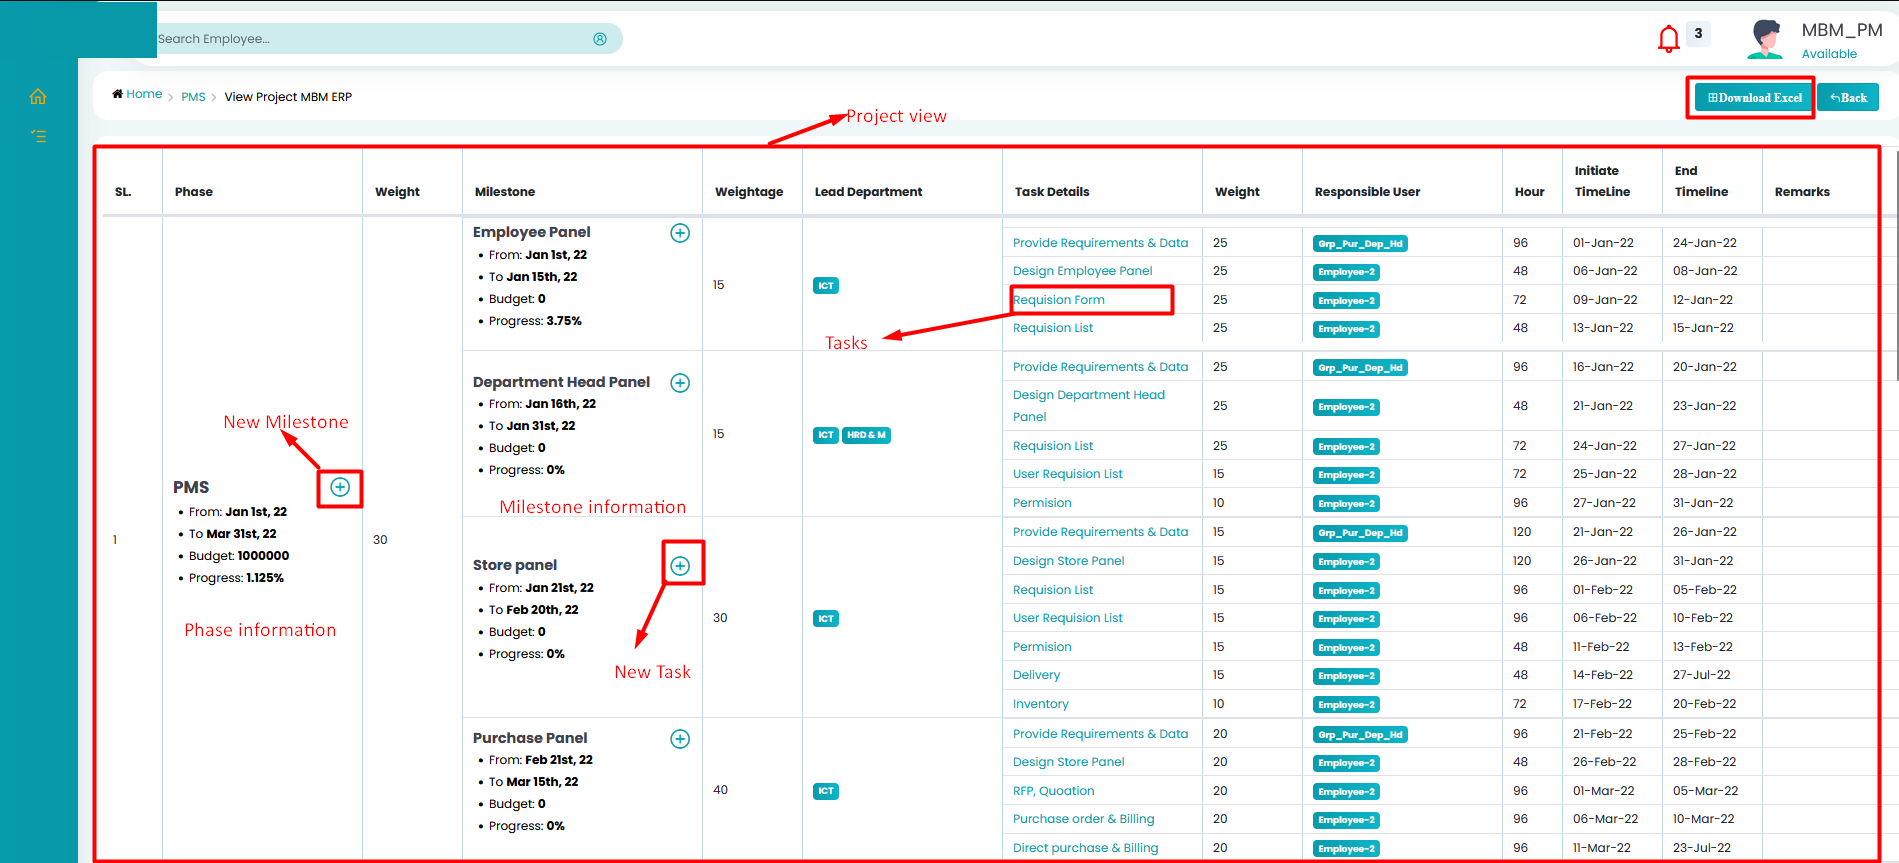 Search Employee...
3
MBM_PM
Available
Home > PMS > View Project MBM ERP
Download Excel
Back
Project view
SL.
Phase
Weight
Milestone
Weightage
Lead Department
Task Details
Weight
Responsible User
Hour
Initiate
TimeLine
End
Timeline
Remarks
1
New Milestone
PMS
• From: Jan 1st, 22
• To Mar 31st, 22
• Budget: 1000000
• Progress: 1.125%
Phase information
30
Employee Panel
• From: Jan 1st, 22
• To Jan 15th, 22
• Budget: 0
• Progress: 3.75%
15
ICT
Tasks
Provide Requirements & Data 25 Grp_Pur_Dep_Hd 96 01-Jan-22 24-Jan-22
Design Employee Panel 25 Employee-2 48 06-Jan-22 08-Jan-22
Requision Form 25 Employee-2 72 09-Jan-22 12-Jan-22
Requision List 25 Employee-2 48 13-Jan-22 15-Jan-22
Department Head Panel
• From: Jan 16th, 22
• To Jan 31st, 22
• Budget: 0
• Progress: 0%
Milestone information
15
ICT HRD & M
Provide Requirements & Data 25 Grp_Pur_Dep_Hd 96 16-Jan-22 20-Jan-22
Design Department Head
Panel 25 Employee-2 48 21-Jan-22 23-Jan-22
Requision List 25 Employee-2 72 24-Jan-22 27-Jan-22
User Requision List 15 Employee-2 72 25-Jan-22 28-Jan-22
Permision 10 Employee-2 96 27-Jan-22 31-Jan-22
Store panel
• From: Jan 21st, 22
• To Feb 20th, 22
• Budget: 0
• Progress: 0%
New Task
30
ICT
Provide Requirements & Data 15 Grp_Pur_Dep_Hd 120 21-Jan-22 26-Jan-22
Design Store Panel 15 Employee-2 120 26-Jan-22 31-Jan-22
Requision List 15 Employee-2 96 01-Feb-22 05-Feb-22
User Requision List 15 Employee-2 96 06-Feb-22 10-Feb-22
Permision 15 Employee-2 48 11-Feb-22 13-Feb-22
Delivery 15 Employee-2 48 14-Feb-22 27-Jul-22
Inventory 10 Employee-2 72 17-Feb-22 20-Feb-22
Purchase Panel
• From: Feb 21st, 22
• To Mar 15th, 22
• Budget: 0
• Progress: 0%
40
ICT
Provide Requirements & Data 20 Grp_Pur_Dep_Hd 96 21-Feb-22 25-Feb-22
Design Store Panel 20 Employee-2 48 26-Feb-22 28-Feb-22
RFP, Quoation 20 Employee-2 96 01-Mar-22 05-Mar-22
Purchase order & Billing 20 Employee-2 96 06-Mar-22 10-Mar-22
Direct purchase & Billing 20 Employee-2 96 11-Mar-22 23-Jul-22